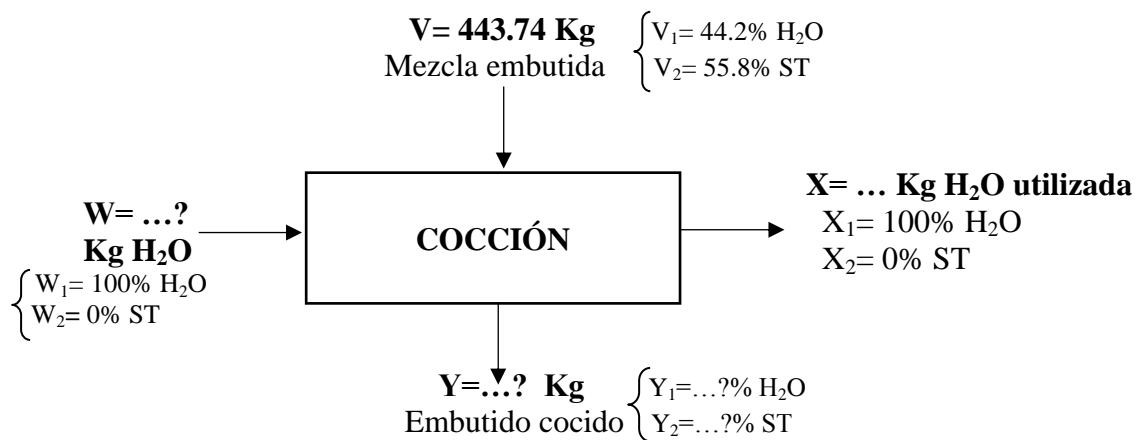 V= 443.74 Kg
Mezcla embutida
V₁= 44.2% H₂O
V₂= 55.8% ST
W= …?
Kg H₂O
W₁= 100% H₂O
W₂= 0% ST
COCCIÓN
X= … Kg H₂O utilizada
X₁= 100% H₂O
X₂= 0% ST
Y=…? Kg
Embutido cocido
Y₁=…?% H₂O
Y₂=…?% ST